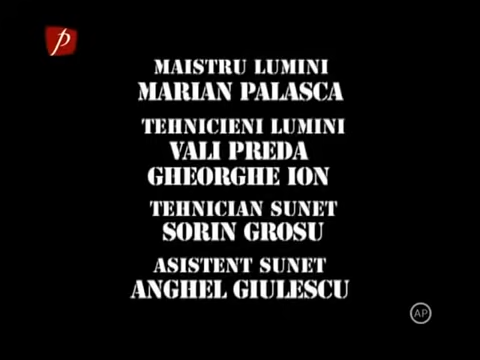 p
MAISTRU LUMINI
MARIAN PALASCA
TEHNICIENI LUMINI
VALI PREDA
GHEORGHE ION
TEHNICIAN SUNET
SORIN GROSU
ASISTENT SUNET
ANGHEL GIULESCU
AP